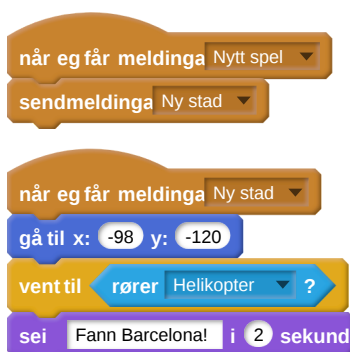 når eg får meldinga Nytt spel
sendmeldinga Ny stad
når eg får meldinga Ny stad
gå til x: -98 y: -120
vent til rører Helikopter ?
sei Fann Barcelona! i 2 sekund